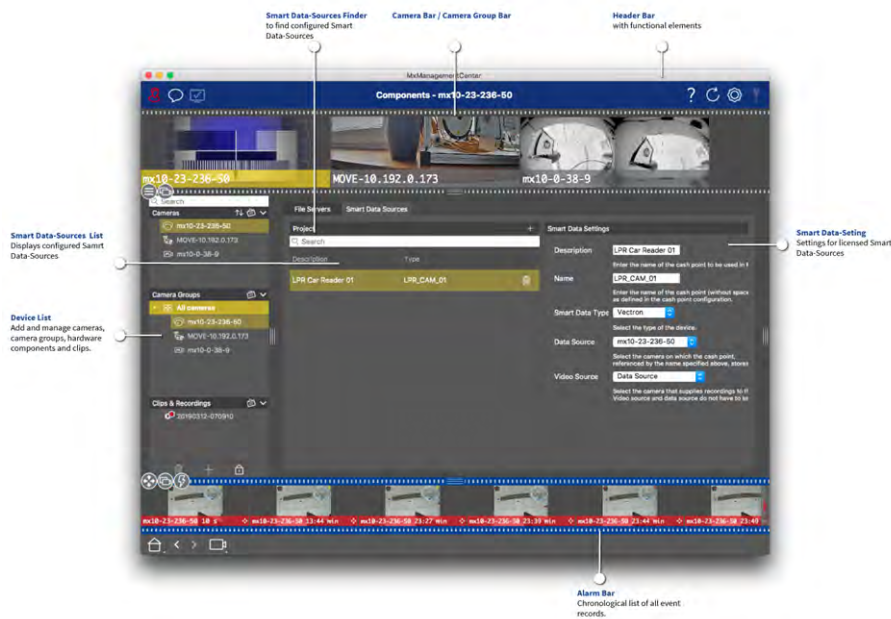 Smart Data-Sources Finder
to find configured Smart
Data-Sources
Camera Bar / Camera Group Bar
Header Bar
with functional elements
MxManagementCenter
Components - mx10-23-236-50
?
mx10-23-236-50
MOVE-10.192.0.173
mx10-0-38-9
Search
Cameras
mx10-23-236-50
MOVE-10.192.0.173
mx10-0-38-9
Camera Groups
All cameras
mx10-23-236-50
MOVE-10.192.0.173
mx10-0-38-9
Clips & Recordings
20190312-070910
File Servers
Smart Data Sources
Project
+
Search
Description
Type
LPR Car Reader 01
LPR_CAM_01
Smart Data Settings
Description
LPR Car Reader 01
Enter the name of the cash point to be used in
Name
LPR_CAM_01
Enter the name of the cash point (without spac
as defined in the cash point configuration.
Smart Data Type
Vectron
Select the type of the device.
Data Source
mx10-23-236-50
Select the camera on which the cash point,
referenced by the name specified above, stores
Video Source
Data Source
Select the camera that supplies recordings to
Video source and data source do not have to
Smart Data-Sources List
Displays configured Samrt
Data-Sources
Device List
Add and manage cameras,
camera groups, hardware
components and clips.
Smart Data-Seting
Settings for licensed Smart
Data-Sources
mx10-23-236-50 10 s
mx10-23-236-50 13:44 min
mx10-23-236-50 23:27 min
mx10-23-236-50 23:39 min
mx10-23-236-50 23:44 min
mx10-23-236-50 23:49
Alarm Bar
Chronological list of all event
records.